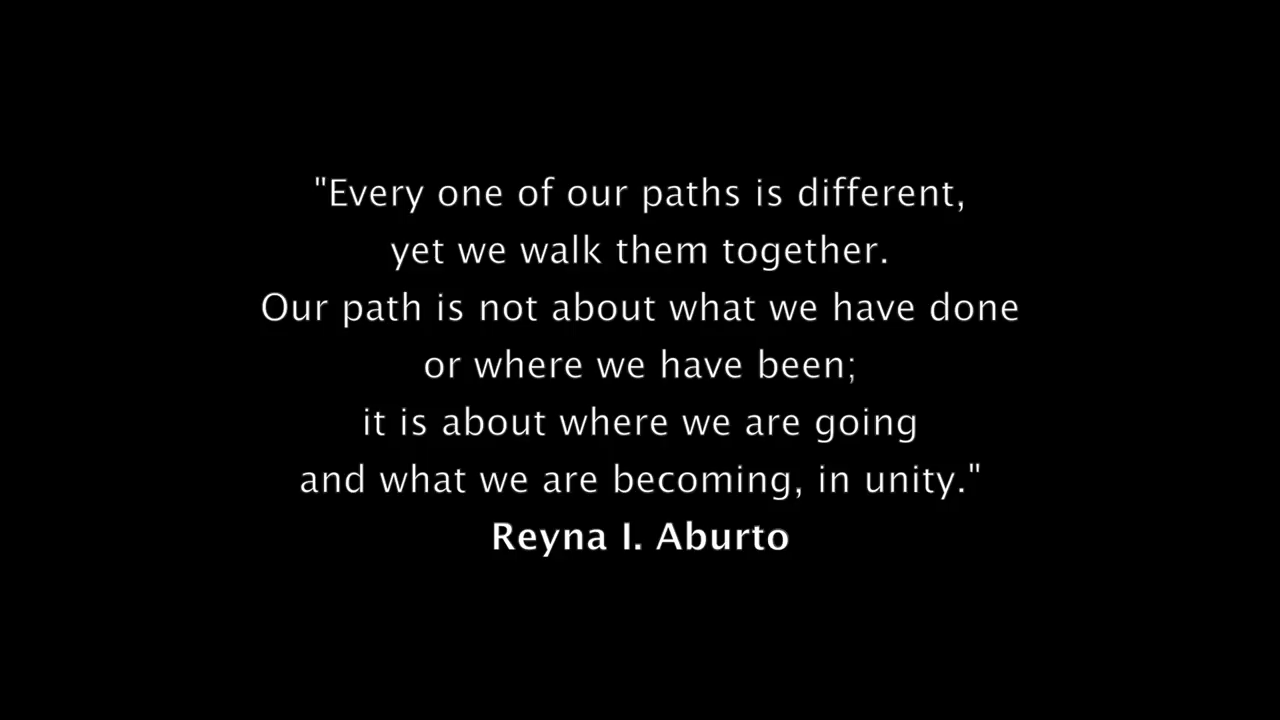 "Every one of our paths is different,
yet we walk them together.
Our path is not about what we have done
or where we have been;
it is about where we are going
and what we are becoming, in unity."
Reyna I. Aburto